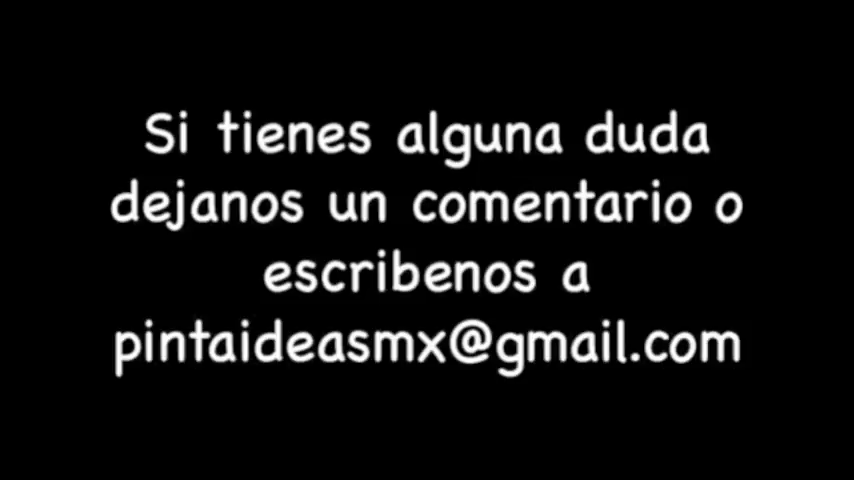 Si tienes alguna duda
dejanos un comentario o
escribenos a
pintaideasmx@gmail.com